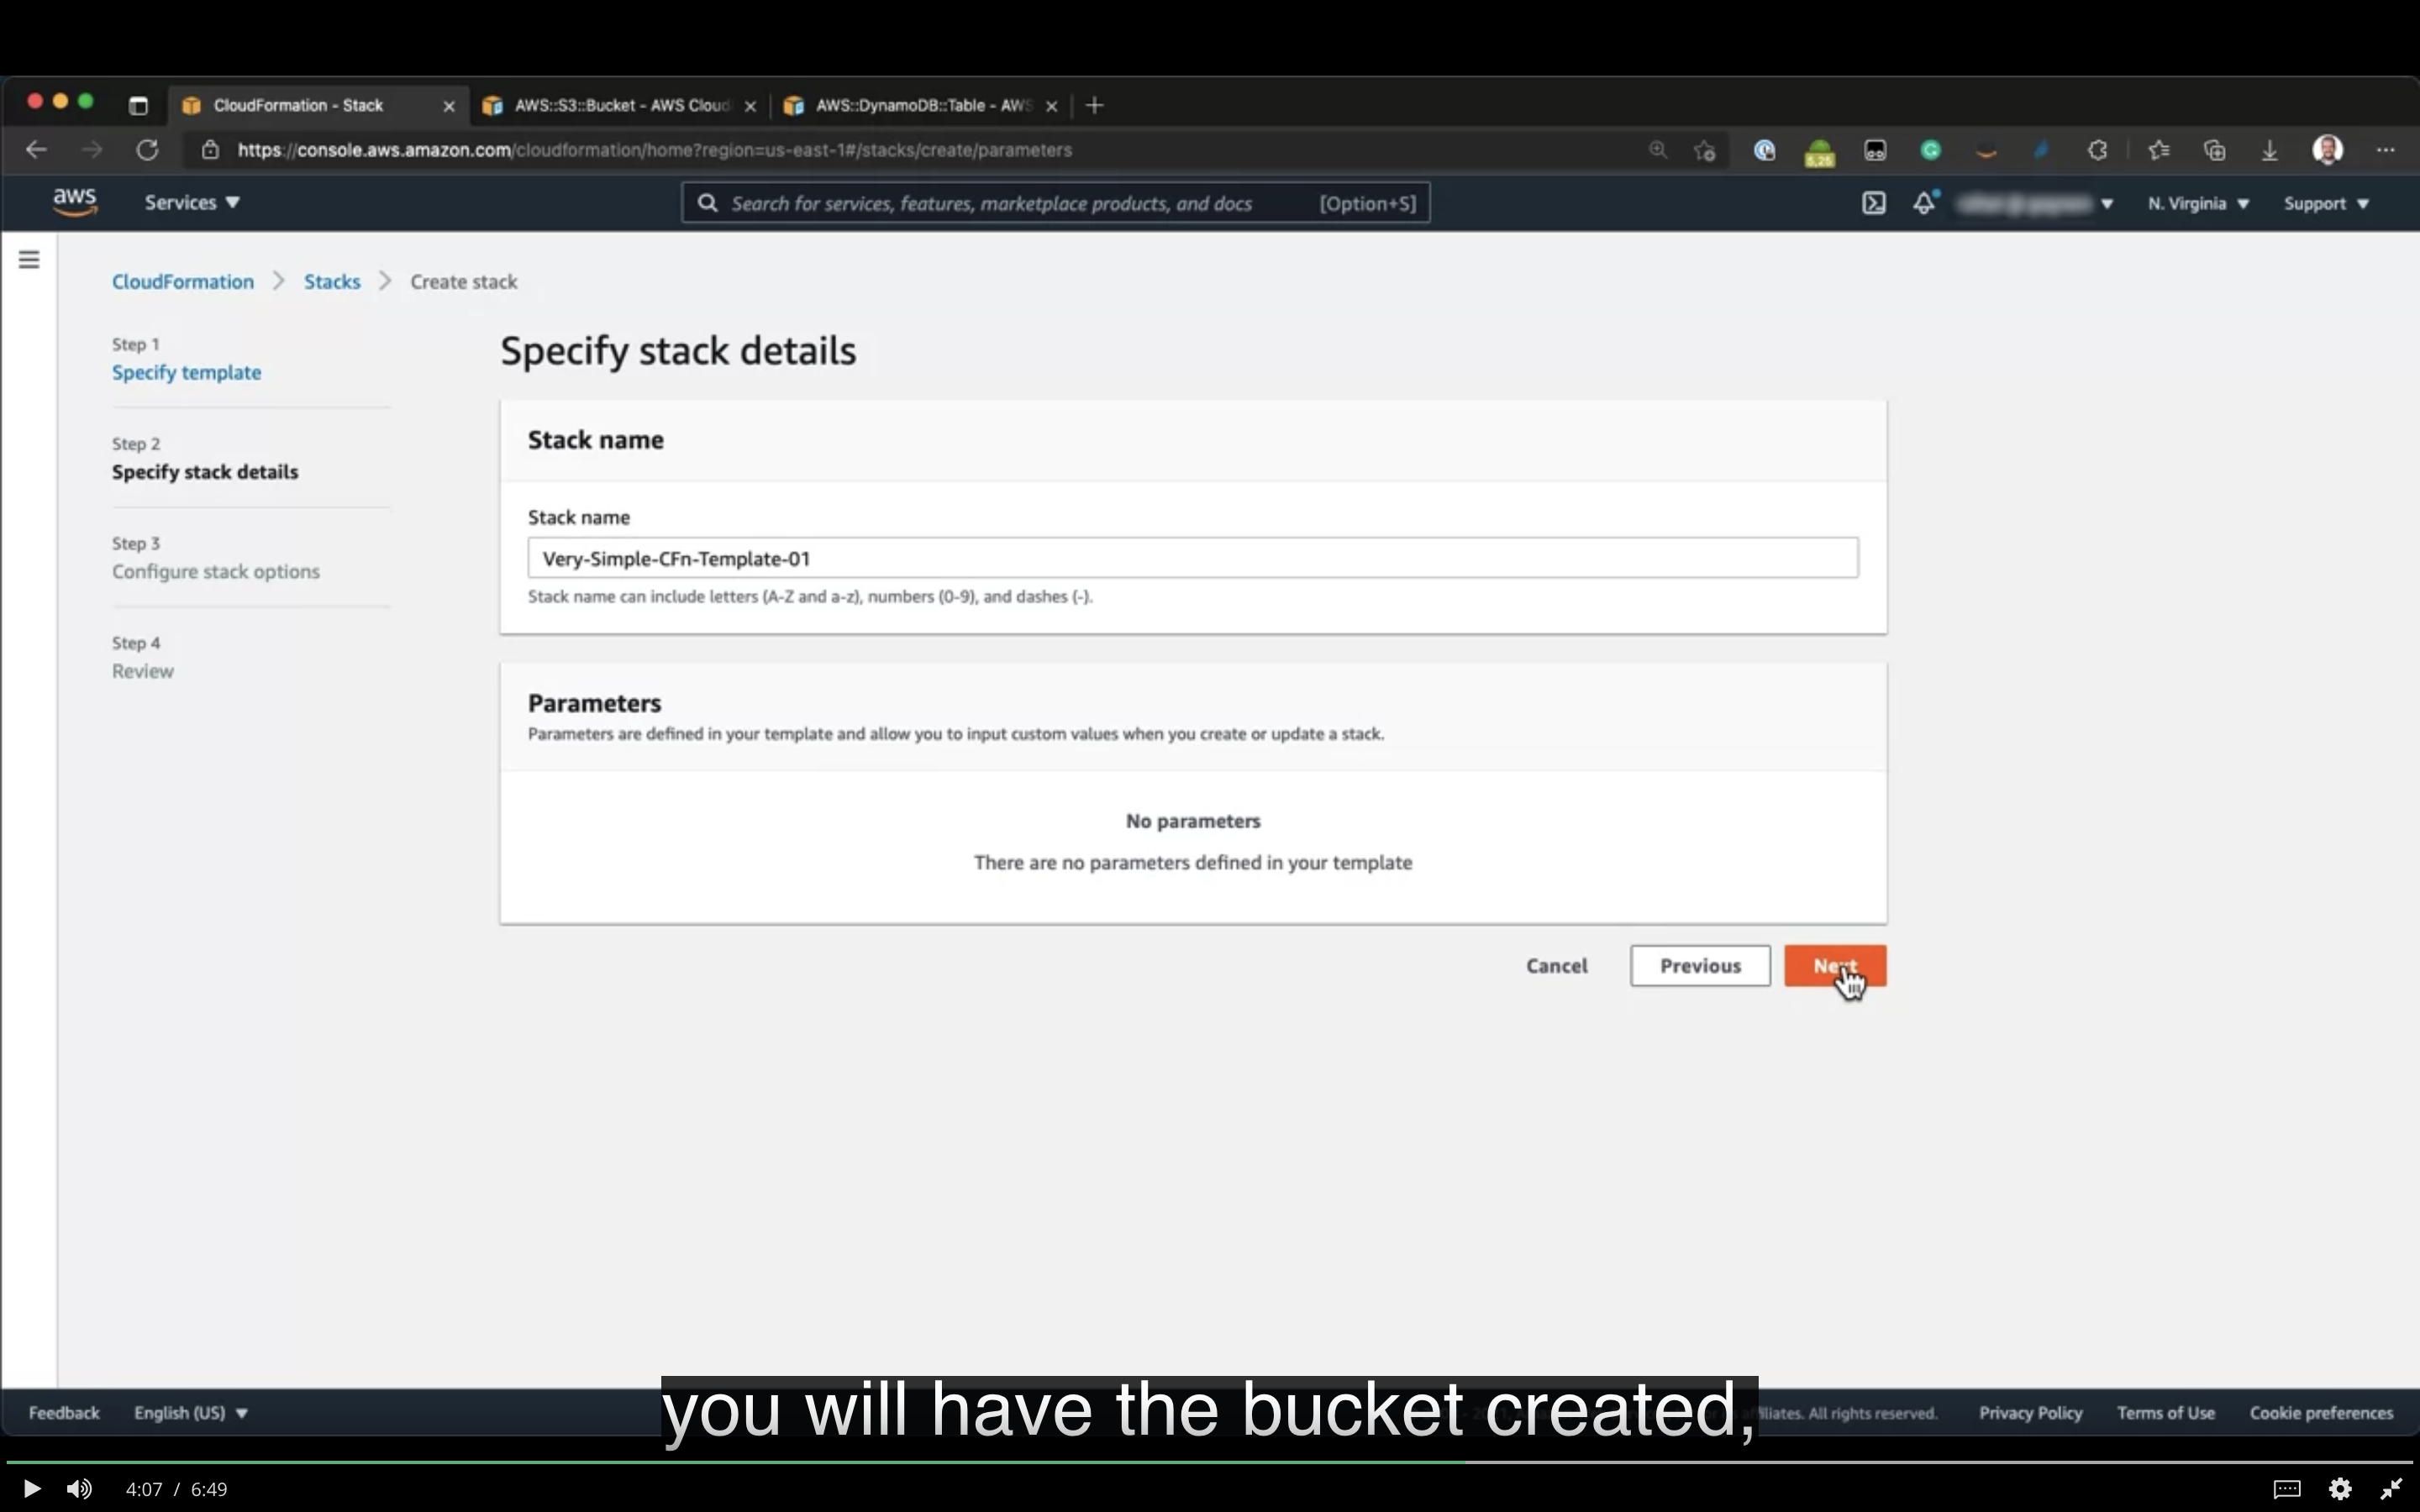 CloudFormation - Stack
AWS::S3::Bucket - AWS Cloud
AWS::DynamoDB::Table - AWS
https://console.aws.amazon.com/cloudformation/home?region=us-east-1#/stacks/create/parameters
5,26
aws
Services
Search for services, features, marketplace products, and docs [Option+S]
N. Virginia
Support
CloudFormation > Stacks > Create stack
Step 1
Specify template
Step 2
Specify stack details
Step 3
Configure stack options
Step 4
Review
Specify stack details
Stack name
Stack name
Very-Simple-CFn-Template-01
Stack name can include letters (A-Z and a-z), numbers (0-9), and dashes (-).
Parameters
Parameters are defined in your template and allow you to input custom values when you create or update a stack.
No parameters
There are no parameters defined in your template
Cancel
Previous
Next
you will have the bucket created,
Feedback
English (US)
filiates. All rights reserved.
Privacy Policy
Terms of Use
Cookie preferences
4:07 / 6:49